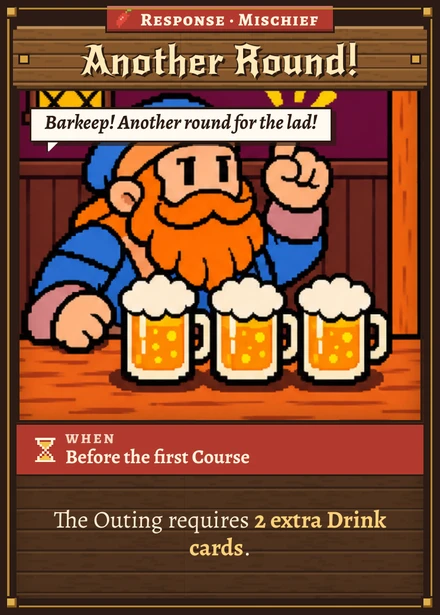 Response · Mischief
Another Round!
Barkeep! Another round for the lad!
WHEN
Before the first Course
The Outing requires 2 extra Drink
cards.